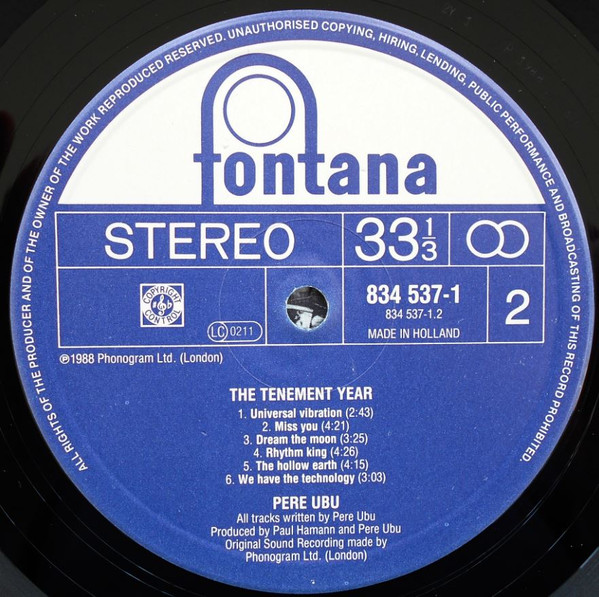 ALL RIGHTS OF THE PRODUCER AND OF THE OWNER OF THE WORK REPRODUCED RESERVED. UNAUTHORISED COPYING, HIRING, LENDING, PUBLIC PERFORMANCE AND BROADCASTING OF THIS RECORD PROHIBITED.
fontana
STEREO 33 1/3
834 537-1
834 537-1.2
MADE IN HOLLAND
2
COPYRIGHT CONTROL
LC 0211
℗1988 Phonogram Ltd. (London)
THE TENEMENT YEAR
1. Universal vibration (2:43)
2. Miss you (4:21)
3. Dream the moon (3:25)
4. Rhythm king (4:26)
5. The hollow earth (4:15)
6. We have the technology (3:03)
PERE UBU
All tracks written by Pere Ubu
Produced by Paul Hamann and Pere Ubu
Original Sound Recording made by
Phonogram Ltd. (London)